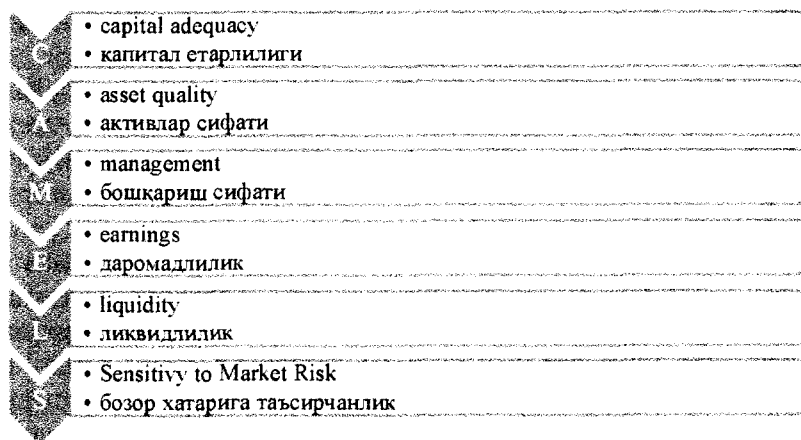 C
• capital adequacy
• капитал етарлилиги
A
• asset quality
• активлар сифати
M
• management
• бошқариш сифати
E
• earnings
• даромадлилик
L
• liquidity
• ликвидлилик
S
• Sensitivy to Market Risk
• бозор хатарига таъсирчанлик